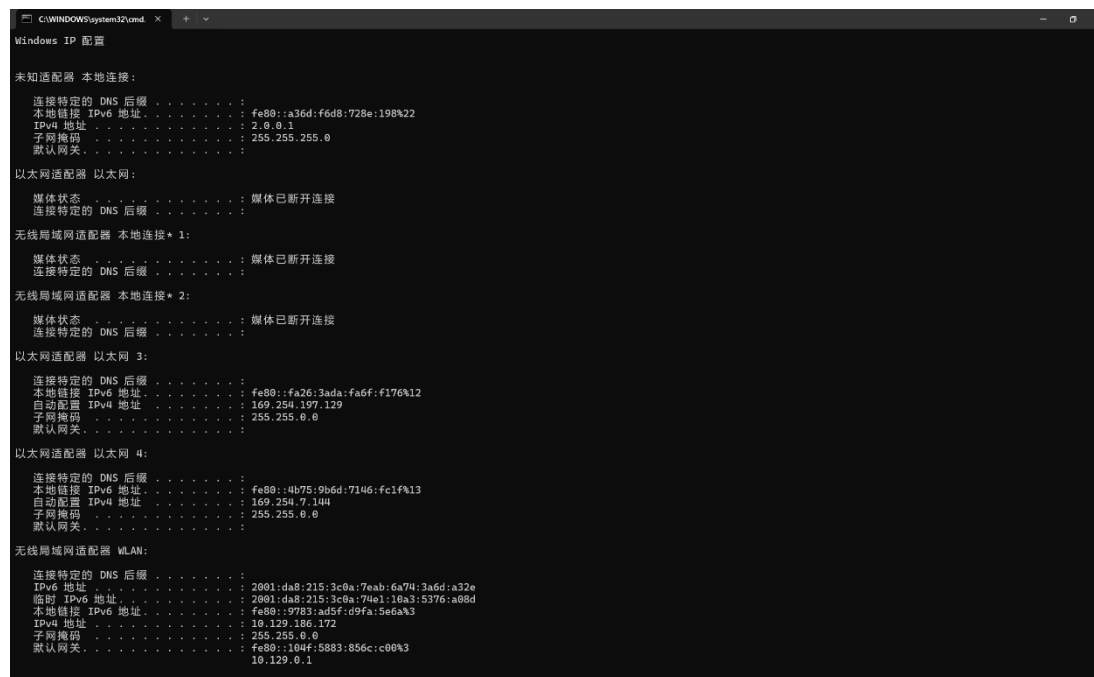 C:\WINDOWS\system32\cmd.
Windows IP 配置
未知适配器 本地连接:
连接特定的 DNS 后缀 . . . . . . . :
本地链接 IPv6 地址. . . . . . . . : fe80::a36d:f6d8:728e:198%22
IPv4 地址 . . . . . . . . . . . . : 2.0.0.1
子网掩码 . . . . . . . . . . . . : 255.255.255.0
默认网关. . . . . . . . . . . . . :
以太网适配器 以太网:
媒体状态 . . . . . . . . . . . . : 媒体已断开连接
连接特定的 DNS 后缀 . . . . . . . :
无线局域网适配器 本地连接* 1:
媒体状态 . . . . . . . . . . . . : 媒体已断开连接
连接特定的 DNS 后缀 . . . . . . . :
无线局域网适配器 本地连接* 2:
媒体状态 . . . . . . . . . . . . : 媒体已断开连接
连接特定的 DNS 后缀 . . . . . . . :
以太网适配器 以太网 3:
连接特定的 DNS 后缀 . . . . . . . :
本地链接 IPv6 地址. . . . . . . . : fe80::fa26:3ada:fa6f:f176%12
自动配置 IPv4 地址 . . . . . . . : 169.254.197.129
子网掩码 . . . . . . . . . . . . : 255.255.0.0
默认网关. . . . . . . . . . . . . :
以太网适配器 以太网 4:
连接特定的 DNS 后缀 . . . . . . . :
本地链接 IPv6 地址. . . . . . . . : fe80::4b75:9b6d:7146:fc1f%13
自动配置 IPv4 地址 . . . . . . . : 169.254.7.144
子网掩码 . . . . . . . . . . . . : 255.255.0.0
默认网关. . . . . . . . . . . . . :
无线局域网适配器 WLAN:
连接特定的 DNS 后缀 . . . . . . . :
IPv6 地址 . . . . . . . . . . . . : 2001:da8:215:3c0a:7eab:6a74:3a6d:a32e
临时 IPv6 地址. . . . . . . . . . : 2001:da8:215:3c0a:74e1:10a3:5376:a08d
本地链接 IPv6 地址. . . . . . . . : fe80::9783:ad5f:d9fa:5e6a%3
IPv4 地址 . . . . . . . . . . . . : 10.129.186.172
子网掩码 . . . . . . . . . . . . : 255.255.0.0
默认网关. . . . . . . . . . . . . : fe80::104f:5883:856c:c00%3
10.129.0.1